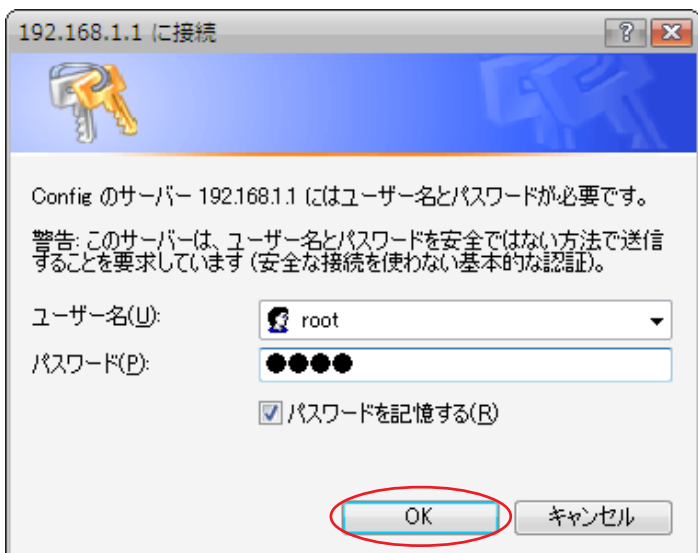 192.168.1.1 に接続
Config のサーバー 192.168.1.1 にはユーザー名とパスワードが必要です。
警告: このサーバーは、ユーザー名とパスワードを安全ではない方法で送信
することを要求しています (安全な接続を使わない基本的な認証)。
ユーザー名(U):
root
パスワード(P):
●●●●
パスワードを記憶する(R)
OK
キャンセル